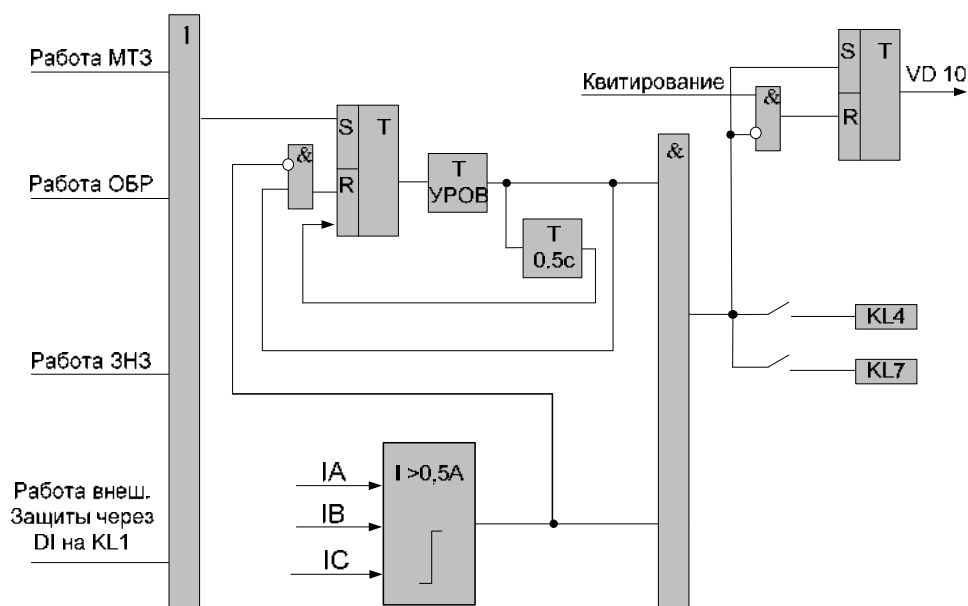 1
Работа МТЗ
Работа ОБР
Работа ЗНЗ
Работа внеш.
Защиты через
DI на KL1
&
S T
R
T
УРОВ
T
0,5с
IA
IB
IC
I >0,5A
&
Квитирование
&
S T
R
VD 10
KL4
KL7